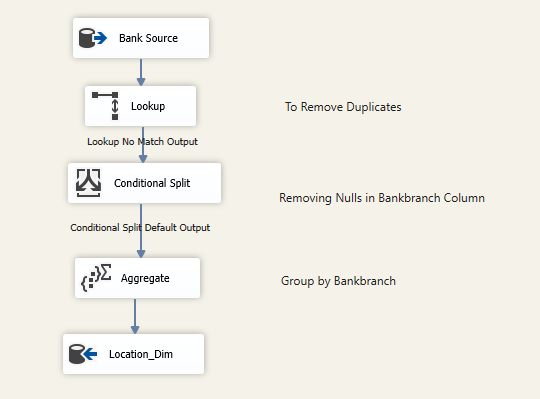 Bank Source
Lookup
To Remove Duplicates
Lookup No Match Output
Conditional Split
Removing Nulls in Bankbranch Column
Conditional Split Default Output
Aggregate
Group by Bankbranch
Location_Dim